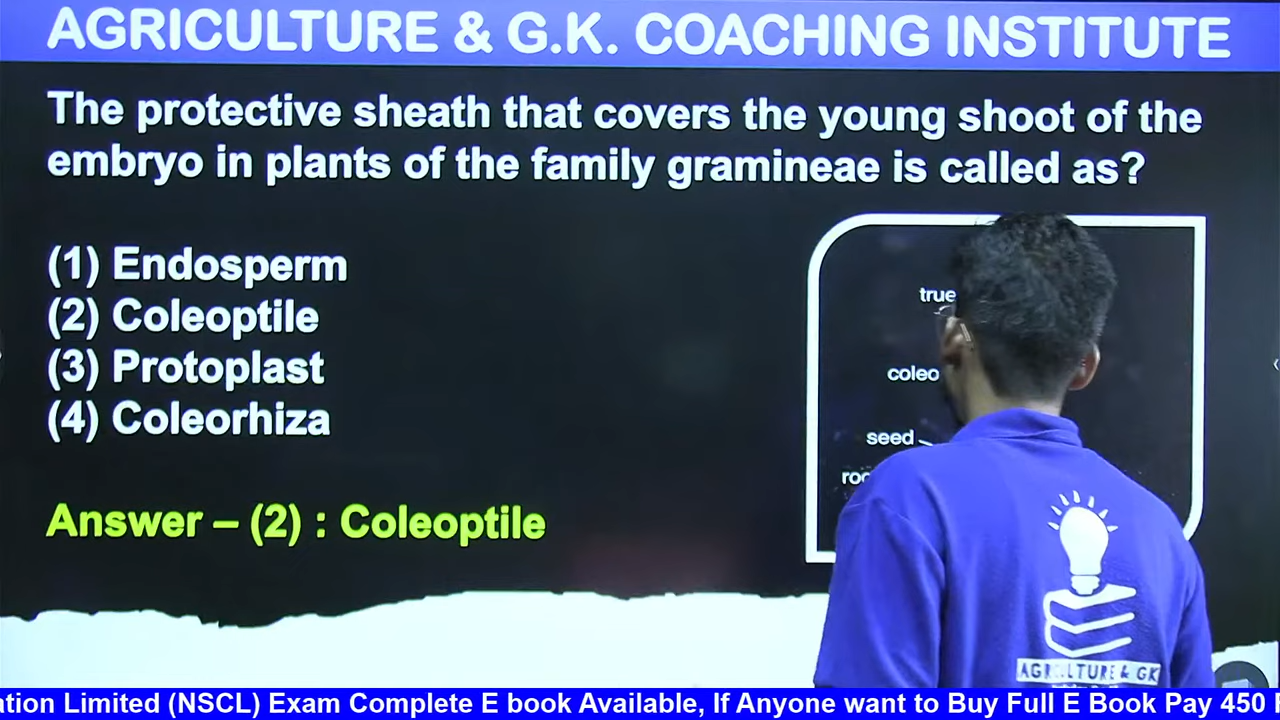 AGRICULTURE & G.K. COACHING INSTITUTE
The protective sheath that covers the young shoot of the
embryo in plants of the family gramineae is called as?
(1) Endosperm
(2) Coleoptile
(3) Protoplast
(4) Coleorhiza
Answer – (2) : Coleoptile
true
coleo
seed
AGRICULTURE & GK
Limited (NSCL) Exam Complete E book Available, If Anyone want to Buy Full E Book Pay 450